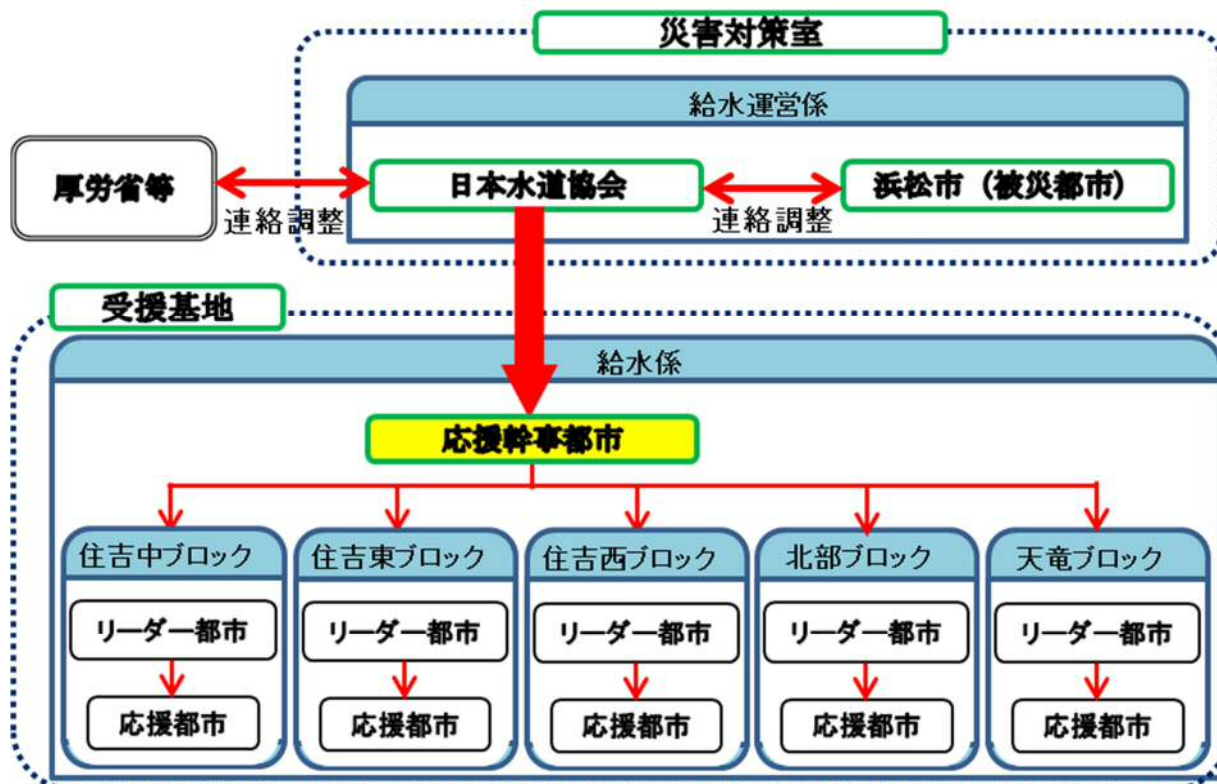 災害対策室
給水運営係
厚労省等
日本水道協会
浜松市（被災都市）
連絡調整
連絡調整
受援基地
給水係
応援幹事都市
住吉中ブロック
住吉東ブロック
住吉西ブロック
北部ブロック
天竜ブロック
リーダー都市
リーダー都市
リーダー都市
リーダー都市
リーダー都市
応援都市
応援都市
応援都市
応援都市
応援都市